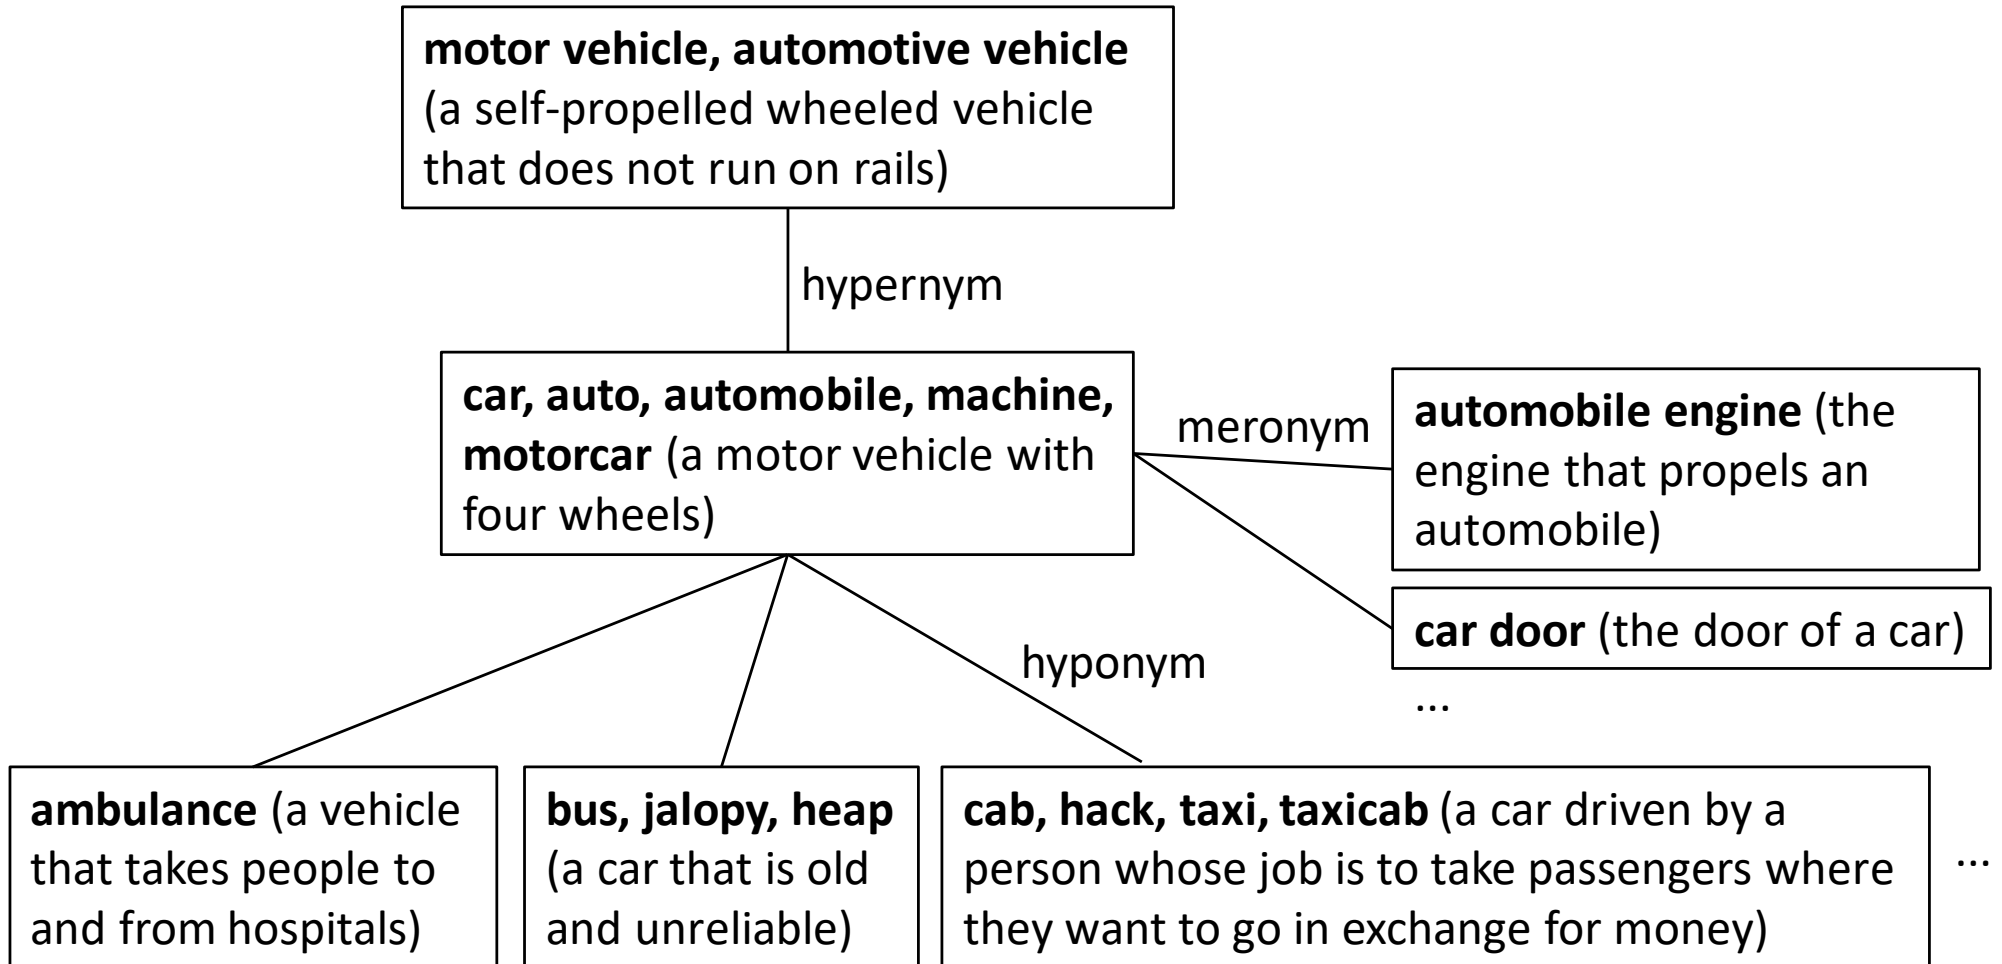 motor vehicle, automotive vehicle
(a self-propelled wheeled vehicle
that does not run on rails)
hypernym
car, auto, automobile, machine,
motorcar (a motor vehicle with
four wheels)
meronym
automobile engine (the
engine that propels an
automobile)
car door (the door of a car)
...
hyponym
ambulance (a vehicle
that takes people to
and from hospitals)
bus, jalopy, heap
(a car that is old
and unreliable)
cab, hack, taxi, taxicab (a car driven by a
person whose job is to take passengers where
they want to go in exchange for money)
...